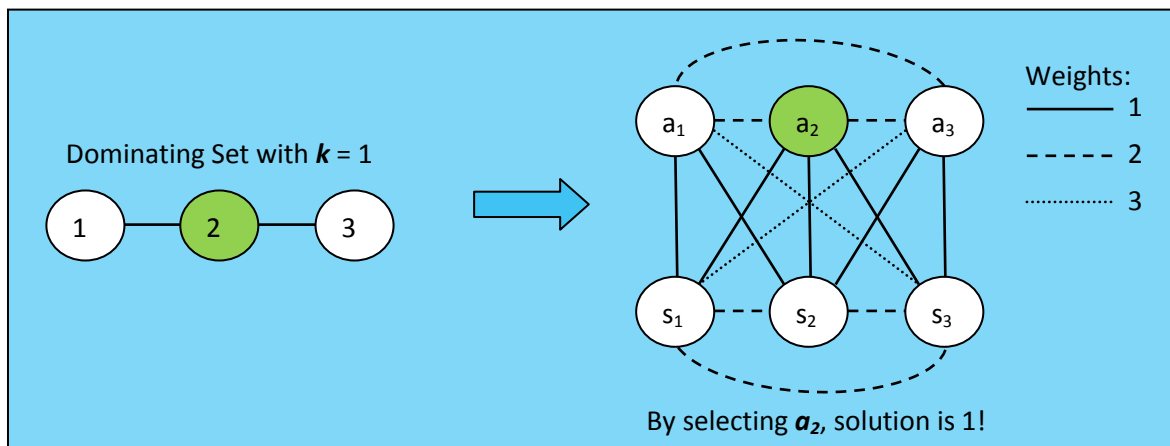 Dominating Set with k = 1
1 2 3
a₁ a₂ a₃
s₁ s₂ s₃
By selecting a₂, solution is 1!
Weights:
1
2
3